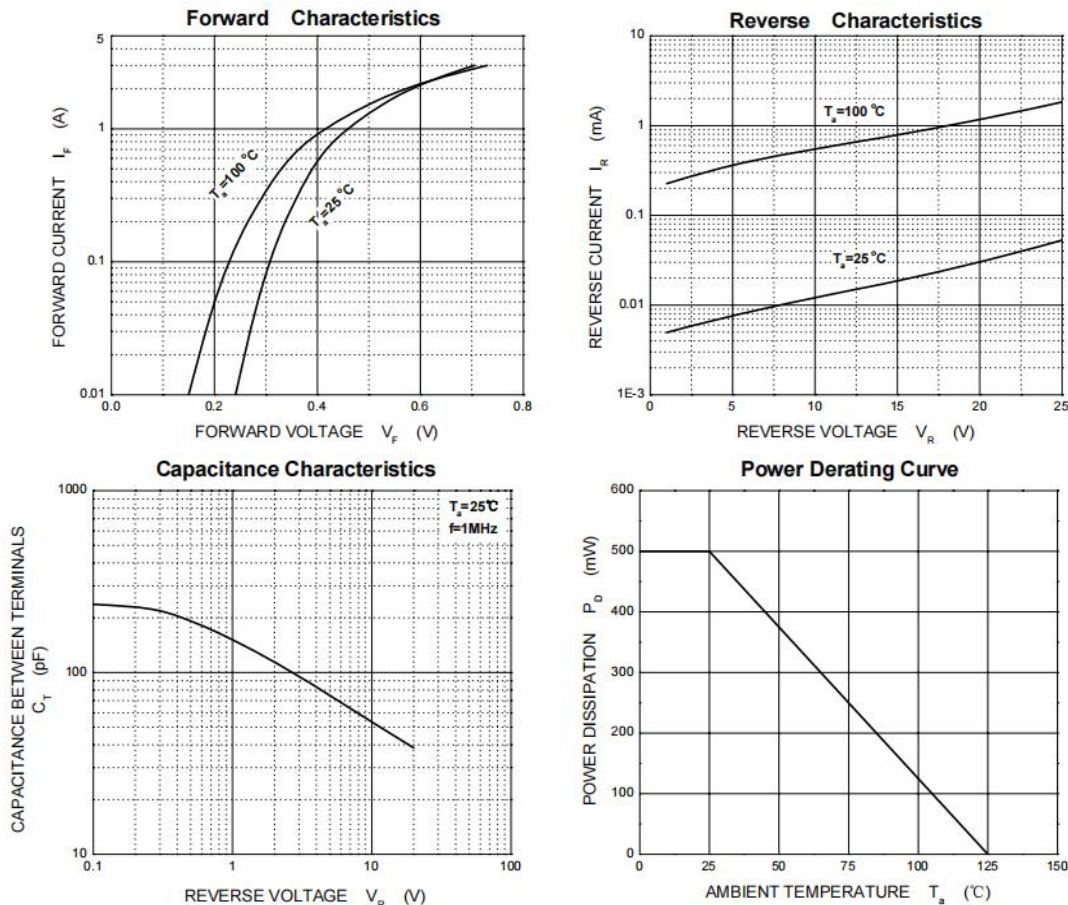 Forward Characteristics
FORWARD CURRENT I_F (A)
5
1
0.1
0.01
T_a=100 °C
T_a=25 °C
0.0 0.2 0.4 0.6 0.8
FORWARD VOLTAGE V_F (V)
Reverse Characteristics
REVERSE CURRENT I_R (mA)
10
1
0.1
0.01
1E-3
T_a=100 °C
T_a=25 °C
0 5 10 15 20 25
REVERSE VOLTAGE V_R (V)
Capacitance Characteristics
CAPACITANCE BETWEEN TERMINALS
C_T (pF)
1000
100
10
T_a=25℃
f=1MHz
0.1 1 10 100
REVERSE VOLTAGE V_R (V)
Power Derating Curve
POWER DISSIPATION P_D (mW)
600
500
400
300
200
100
0
0 25 50 75 100 125 150
AMBIENT TEMPERATURE T_a (℃)